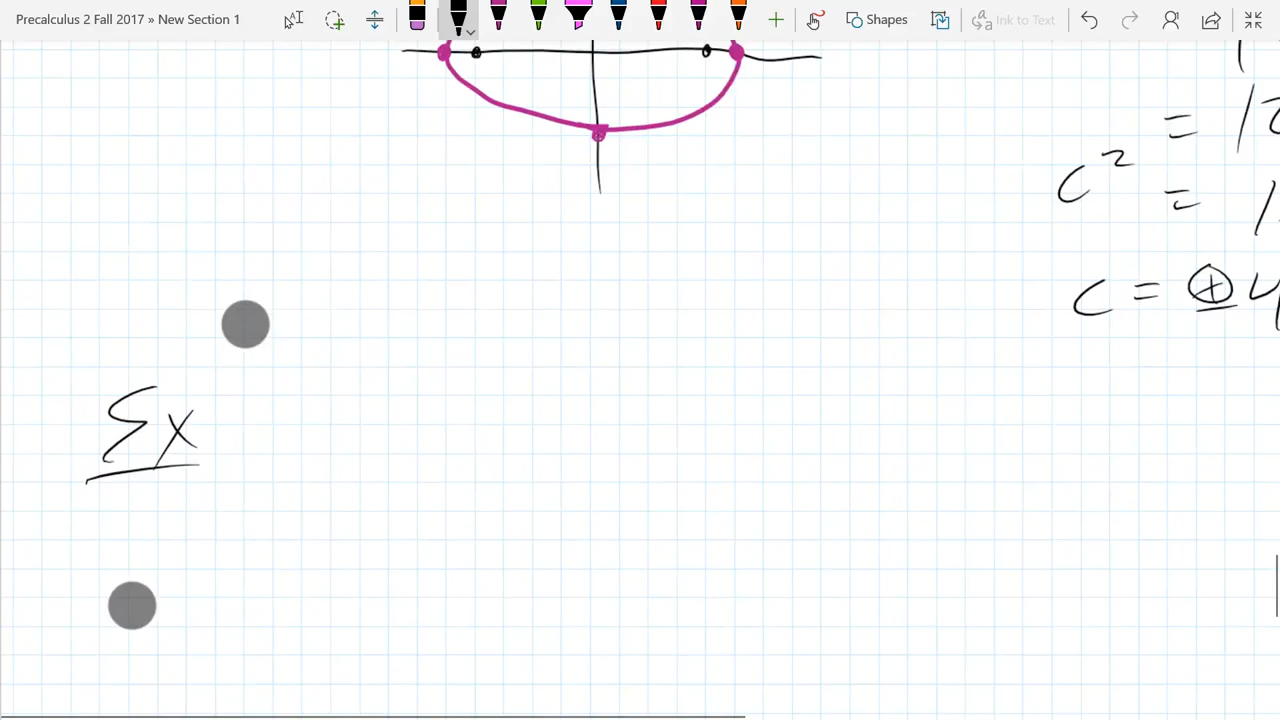 Precalculus 2 Fall 2017 » New Section 1
Shapes
Ink to Text
=
c² =
c = ±
Ex